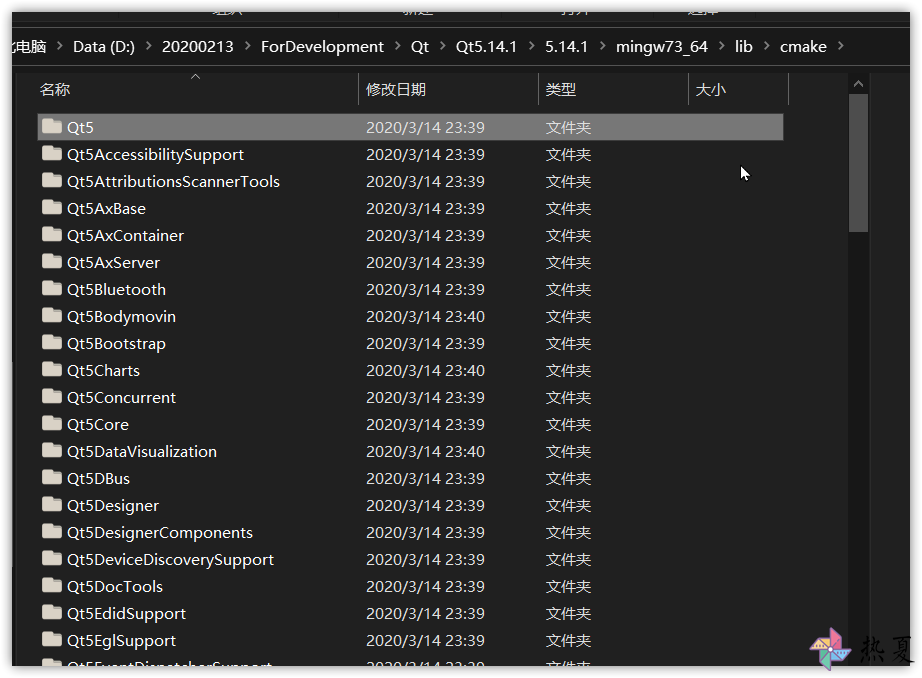 电脑 > Data (D:) > 20200213 > ForDevelopment > Qt > Qt5.14.1 > 5.14.1 > mingw73_64 > lib > cmake >
名称 修改日期 类型 大小
Qt5 2020/3/14 23:39 文件夹
Qt5AccessibilitySupport 2020/3/14 23:39 文件夹
Qt5AttributionsScannerTools 2020/3/14 23:39 文件夹
Qt5AxBase 2020/3/14 23:39 文件夹
Qt5AxContainer 2020/3/14 23:39 文件夹
Qt5AxServer 2020/3/14 23:39 文件夹
Qt5Bluetooth 2020/3/14 23:39 文件夹
Qt5Bodymovin 2020/3/14 23:40 文件夹
Qt5Bootstrap 2020/3/14 23:39 文件夹
Qt5Charts 2020/3/14 23:40 文件夹
Qt5Concurrent 2020/3/14 23:39 文件夹
Qt5Core 2020/3/14 23:39 文件夹
Qt5DataVisualization 2020/3/14 23:40 文件夹
Qt5DBus 2020/3/14 23:39 文件夹
Qt5Designer 2020/3/14 23:39 文件夹
Qt5DesignerComponents 2020/3/14 23:39 文件夹
Qt5DeviceDiscoverySupport 2020/3/14 23:39 文件夹
Qt5DocTools 2020/3/14 23:39 文件夹
Qt5EdidSupport 2020/3/14 23:39 文件夹
Qt5EglSupport 2020/3/14 23:39 文件夹
Qt5EventDispatcherSupport 2020/3/14 23:39 文件夹
热夏